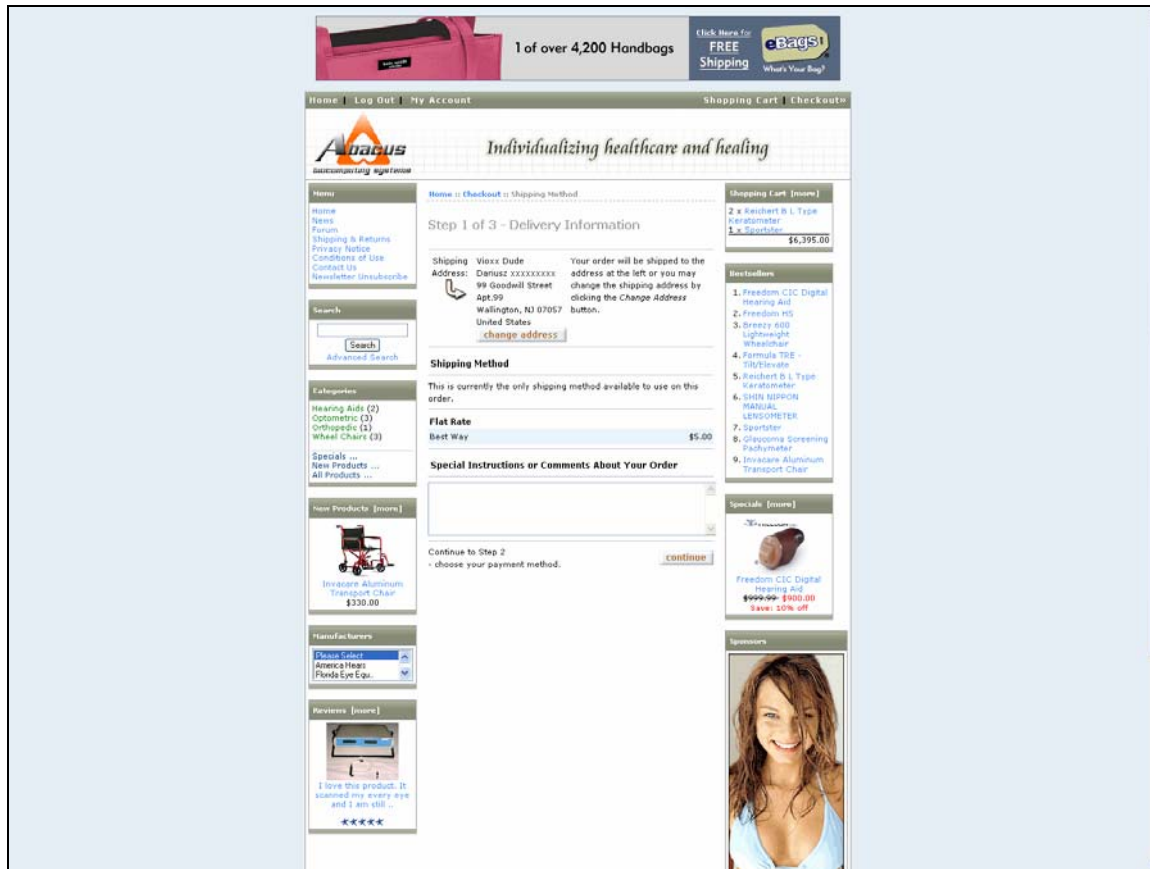 1 of over 4,200 Handbags
Click Here for
FREE
Shipping
eBags
What's Your Bag?
Home | Log Out | My Account
Shopping Cart | Checkout»
Abacus
biocomputing systems
Individualizing healthcare and healing
Menu
Home
News
Forum
Shipping & Returns
Privacy Notice
Conditions of Use
Contact Us
Newsletter Unsubscribe
Search
Search
Advanced Search
Categories
Hearing Aids (2)
Optometric (3)
Orthopedic (1)
Wheel Chairs (3)
Specials ...
New Products ...
All Products ...
New Products [more]
Invacare Aluminum
Transport Chair
$330.00
Manufacturers
Please Select
America Hears
Florida Eye Equ..
Reviews [more]
I love this product. It
scanned my every eye
and I am still ..
Home :: Checkout :: Shipping Method
Step 1 of 3 - Delivery Information
Shipping
Address:
Vioxx Dude
Dariusz xxxxxxxxx
99 Goodwill Street
Apt.99
Wallington, NJ 07057
United States
change address
Your order will be shipped to the
address at the left or you may
change the shipping address by
clicking the Change Address
button.
Shipping Method
This is currently the only shipping method available to use on this
order.
Flat Rate
Best Way $5.00
Special Instructions or Comments About Your Order
Continue to Step 2
- choose your payment method.
continue
Shopping Cart [more]
2 x Reichert B L Type
Keratometer
1 x Sportster
$6,395.00
Bestsellers
1. Freedom CIC Digital
Hearing Aid
2. Freedom HS
3. Breezy 600
Lightweight
Wheelchair
4. Formula TRE -
Tilt/Elevate
5. Reichert B L Type
Keratometer
6. SHIN NIPPON
MANUAL
LENSOMETER
7. Sportster
8. Glaucoma Screening
Pachymeter
9. Invacare Aluminum
Transport Chair
Specials [more]
Freedom CIC Digital
Hearing Aid
$999.99 $900.00
Save: 10% off
Sponsors